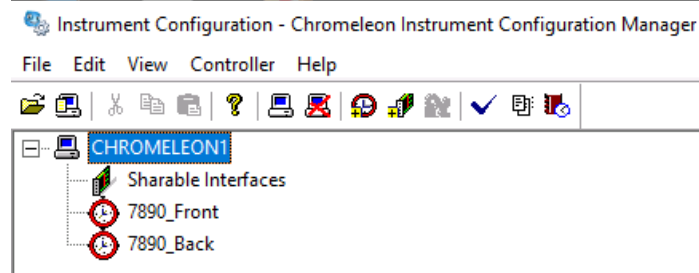 Instrument Configuration - Chromeleon Instrument Configuration Manager
File Edit View Controller Help
CHROMELEON1
Sharable Interfaces
7890_Front
7890_Back